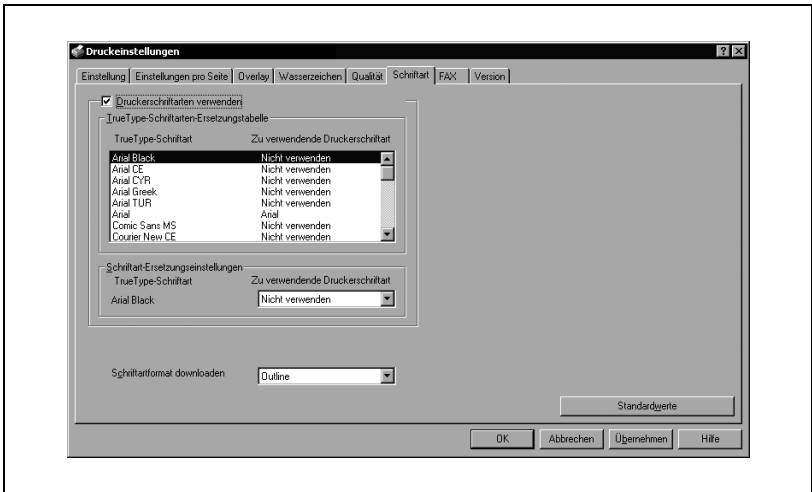 Druckeinstellungen
Einstellung Einstellungen pro Seite Overlay Wasserzeichen Qualität Schriftart FAX Version
Druckerschriftarten verwenden
TrueType-Schriftarten-Ersetzungstabelle
TrueType-Schriftart Zu verwendende Druckerschriftart
Arial Black Nicht verwenden
Arial CE Nicht verwenden
Arial CYR Nicht verwenden
Arial Greek Nicht verwenden
Arial TUR Nicht verwenden
Arial Arial
Comic Sans MS Nicht verwenden
Courier New CE Nicht verwenden
Schriftart-Ersetzungseinstellungen
TrueType-Schriftart Zu verwendende Druckerschriftart
Arial Black Nicht verwenden
Schriftartformat downloaden Outline
Standardwerte
OK Abbrechen Übernehmen Hilfe